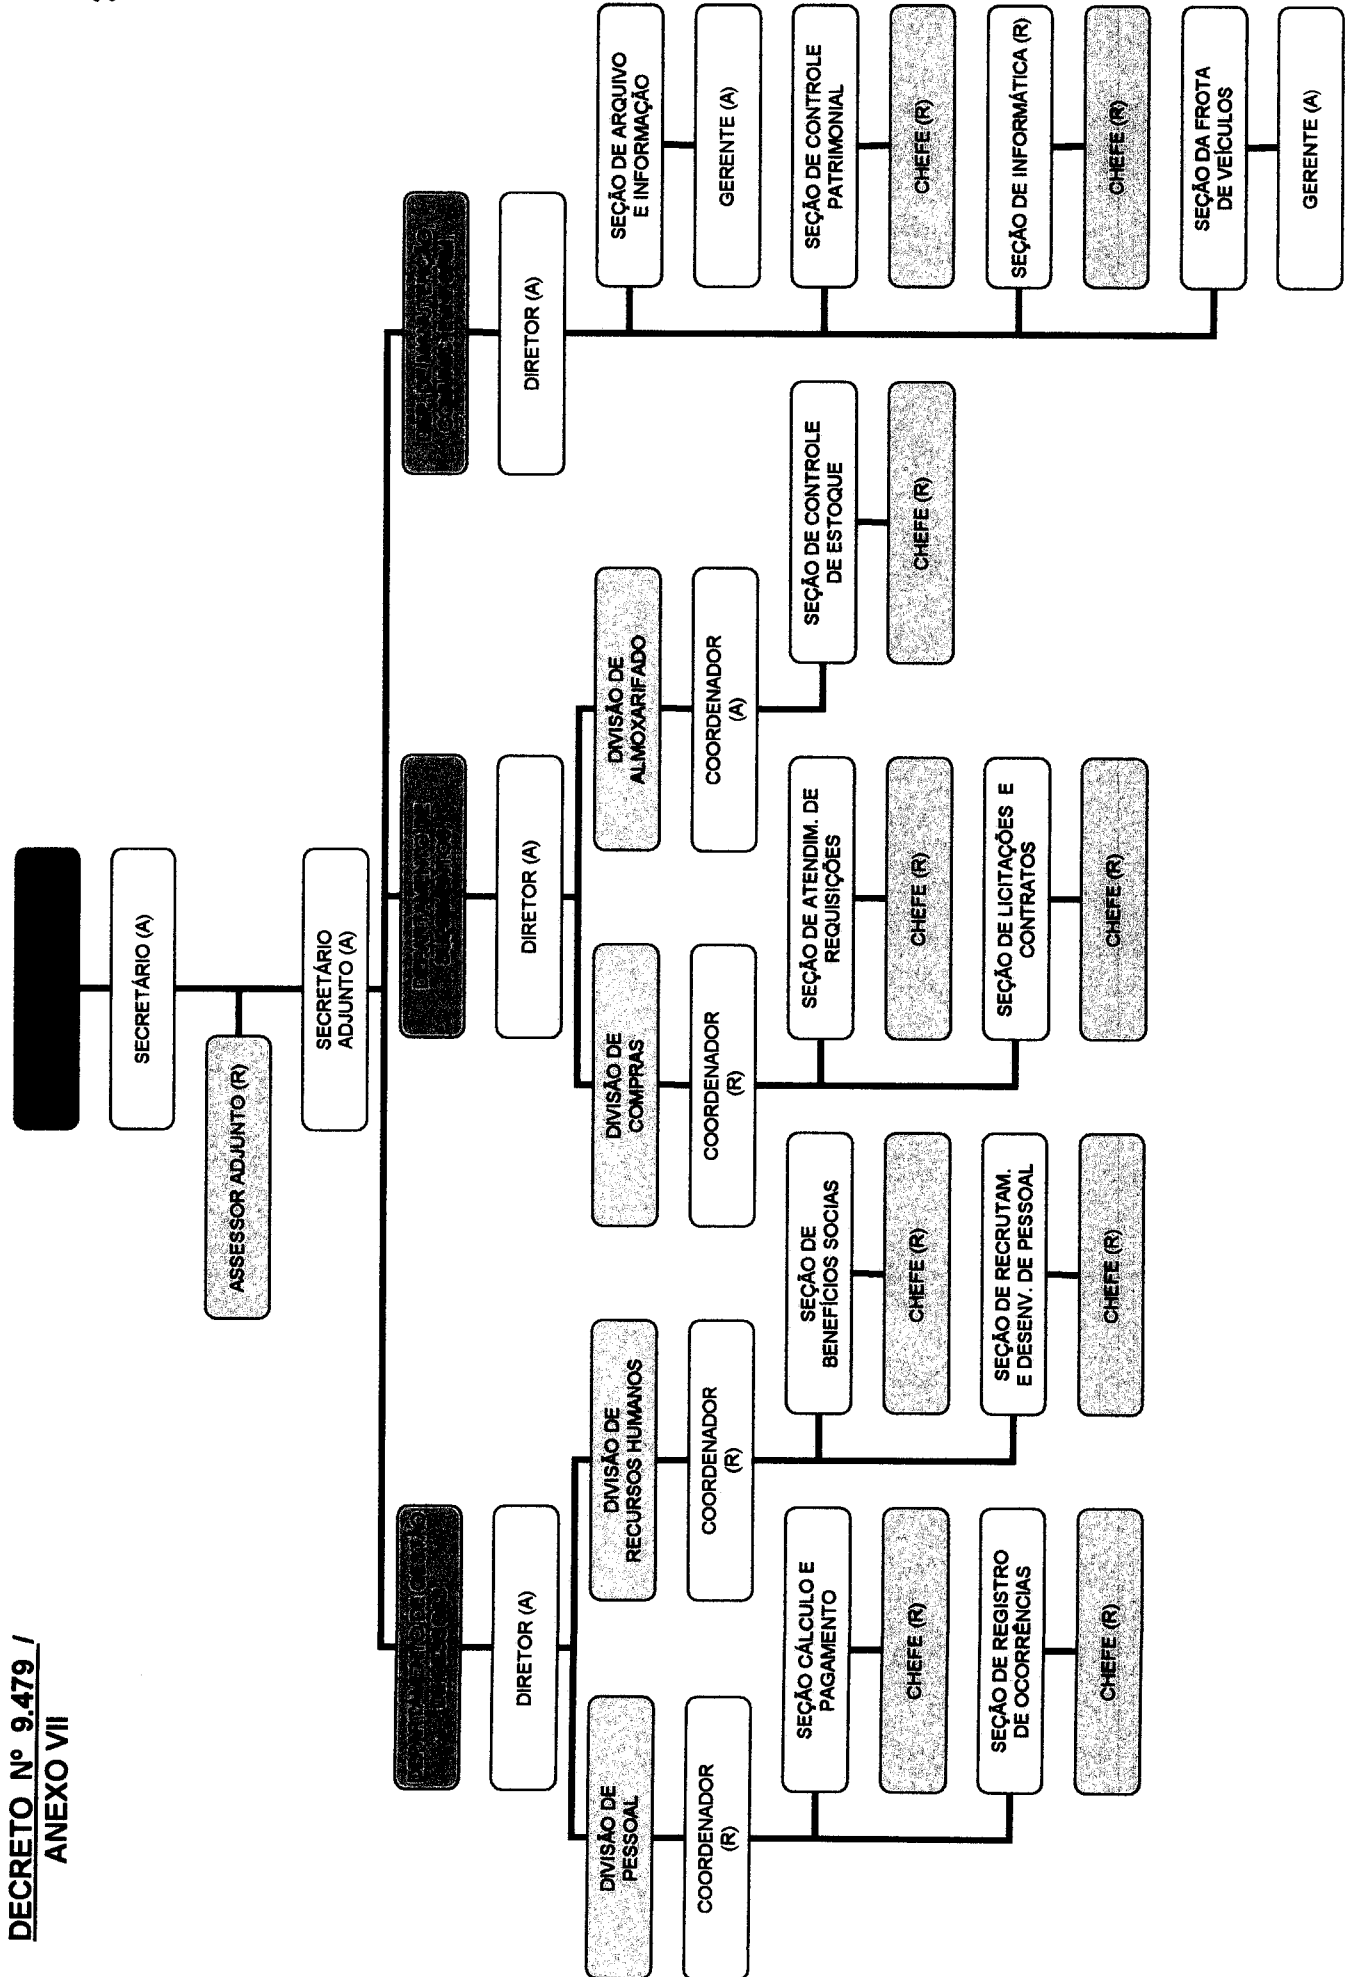 DECRETO Nº 9.479 /
ANEXO VII
SECRETÁRIO (A)
ASSESSOR ADJUNTO (R)
SECRETÁRIO
ADJUNTO (A)
DIRETOR (A)
DIVISÃO DE
PESSOAL
COORDENADOR
(R)
SEÇÃO CÁLCULO E
PAGAMENTO
CHEFE (R)
SEÇÃO DE REGISTRO
DE OCORRÊNCIAS
CHEFE (R)
DIVISÃO DE
RECURSOS HUMANOS
COORDENADOR
(R)
SEÇÃO DE
BENEFÍCIOS SOCIAS
CHEFE (R)
SEÇÃO DE RECRUTAM.
E DESENV. DE PESSOAL
CHEFE (R)
DIRETOR (A)
DIVISÃO DE
COMPRAS
COORDENADOR
(R)
SEÇÃO DE ATENDIM. DE
REQUISIÇÕES
CHEFE (R)
SEÇÃO DE LICITAÇÕES E
CONTRATOS
CHEFE (R)
DIVISÃO DE
ALMOXARIFADO
COORDENADOR
(A)
SEÇÃO DE CONTROLE
DE ESTOQUE
CHEFE (R)
DIRETOR (A)
SEÇÃO DE ARQUIVO
E INFORMAÇÃO
GERENTE (A)
SEÇÃO DE CONTROLE
PATRIMONIAL
CHEFE (R)
SEÇÃO DE INFORMÁTICA (R)
CHEFE (R)
SEÇÃO DA FROTA
DE VEÍCULOS
GERENTE (A)